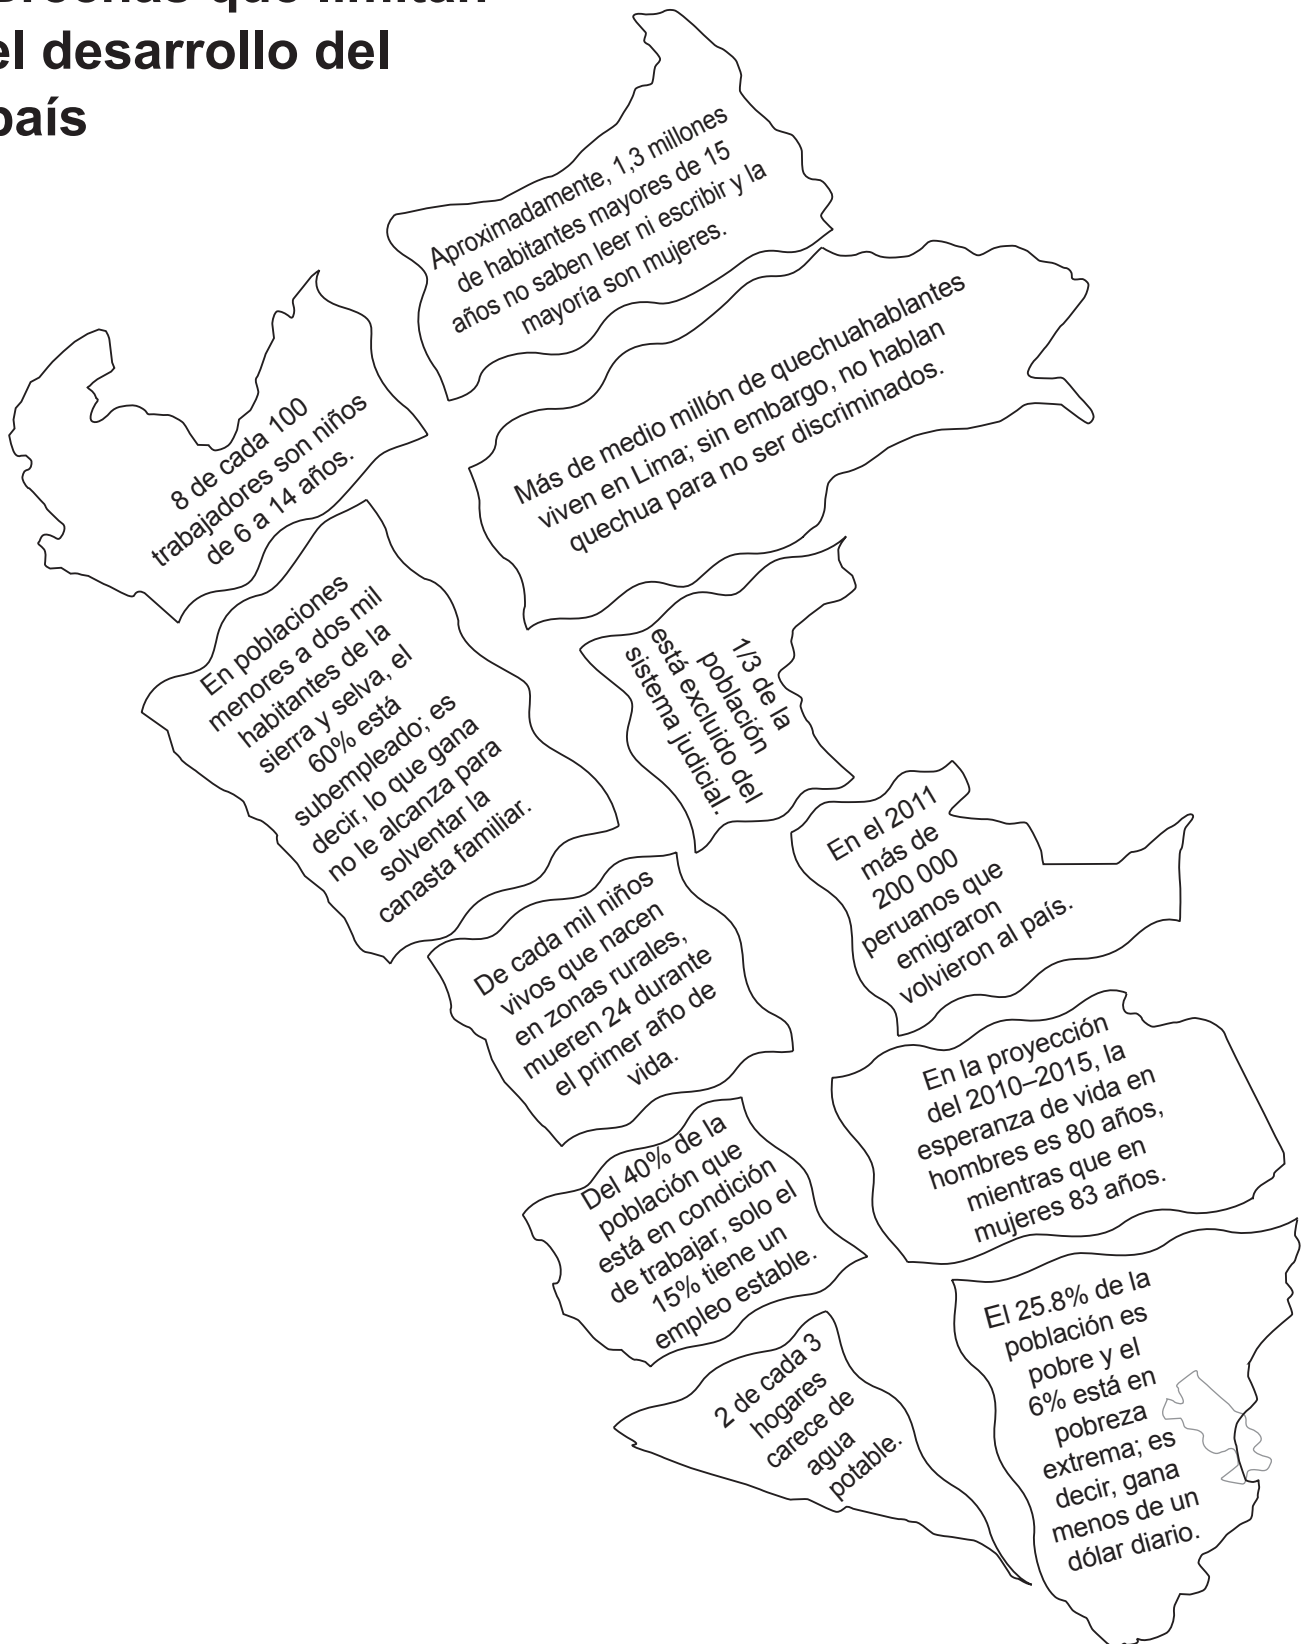 Brechas que limitan
el desarrollo del
país
Aproximadamente, 1,3 millones
de habitantes mayores de 15
años no saben leer ni escribir y la
mayoría son mujeres.
8 de cada 100
trabajadores son niños
de 6 a 14 años.
Más de medio millón de quechuahablantes
viven en Lima; sin embargo, no hablan
quechua para no ser discriminados.
En poblaciones
menores a dos mil
habitantes de la
sierra y selva, el
60% está
subempleado; es
decir, lo que gana
no le alcanza para
solventar la
canasta familiar.
1/3 de la
población
está excluido del
sistema judicial.
En el 2011
más de
200 000
peruanos que
emigraron
volvieron al país.
De cada mil niños
vivos que nacen
en zonas rurales,
mueren 24 durante
el primer año de
vida.
En la proyección
del 2010–2015, la
esperanza de vida en
hombres es 80 años,
mientras que en
mujeres 83 años.
Del 40% de la
población que
está en condición
de trabajar, solo el
15% tiene un
empleo estable.
El 25.8% de la
población es
pobre y el
6% está en
pobreza
extrema; es
decir, gana
menos de un
dólar diario.
2 de cada 3
hogares
carece de
agua
potable.